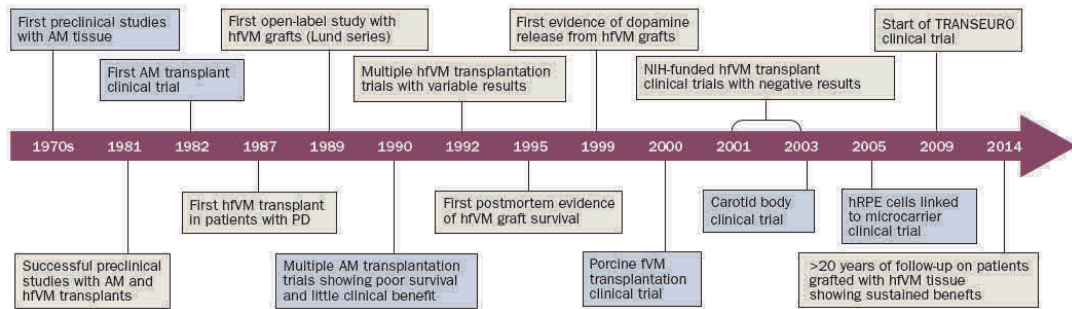 First preclinical studies
with AM tissue
First open-label study with
hfVM grafts (Lund series)
First evidence of dopamine
release from hfVM grafts
Start of TRANSEURO
clinical trial
First AM transplant
clinical trial
Multiple hfVM transplantation
trials with variable results
NIH-funded hfVM transplant
clinical trials with negative results
1970s 1981 1982 1987 1989 1990 1992 1995 1999 2000 2001 2003 2005 2009 2014
First hfVM transplant
in patients with PD
First postmortem evidence
of hfVM graft survival
Carotid body
clinical trial
hRPE cells linked
to microcarrier
clinical trial
Successful preclinical
studies with AM and
hfVM transplants
Multiple AM transplantation
trials showing poor survival
and little clinical benefit
Porcine fVM
transplantation
clinical trial
>20 years of follow-up on patients
grafted with hfVM tissue
showing sustained benefts